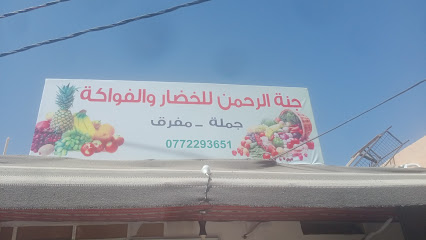 جنة الرحمن للخضار والفواكة
جملة - مفرق
0772293651